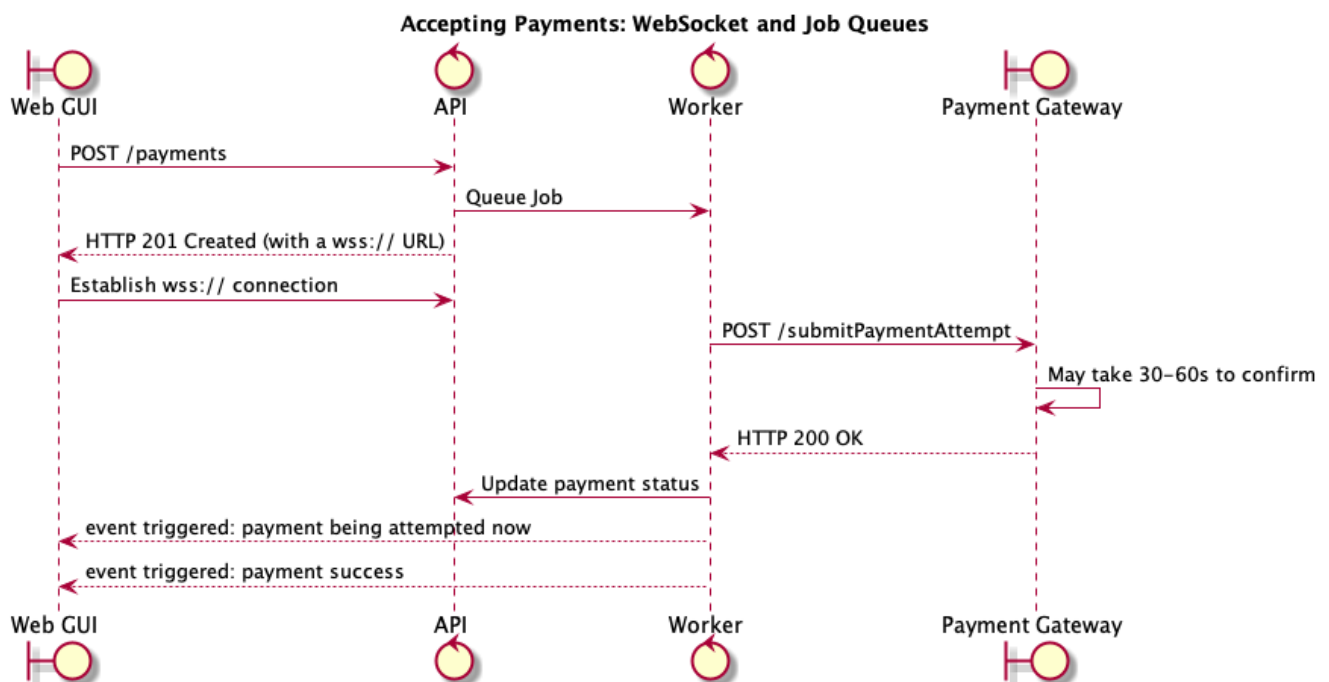 Accepting Payments: WebSocket and Job Queues
Web GUI API Worker Payment Gateway
POST /payments
Queue Job
HTTP 201 Created (with a wss:// URL)
Establish wss:// connection
POST /submitPaymentAttempt
May take 30-60s to confirm
HTTP 200 OK
Update payment status
event triggered: payment being attempted now
event triggered: payment success
Web GUI API Worker Payment Gateway